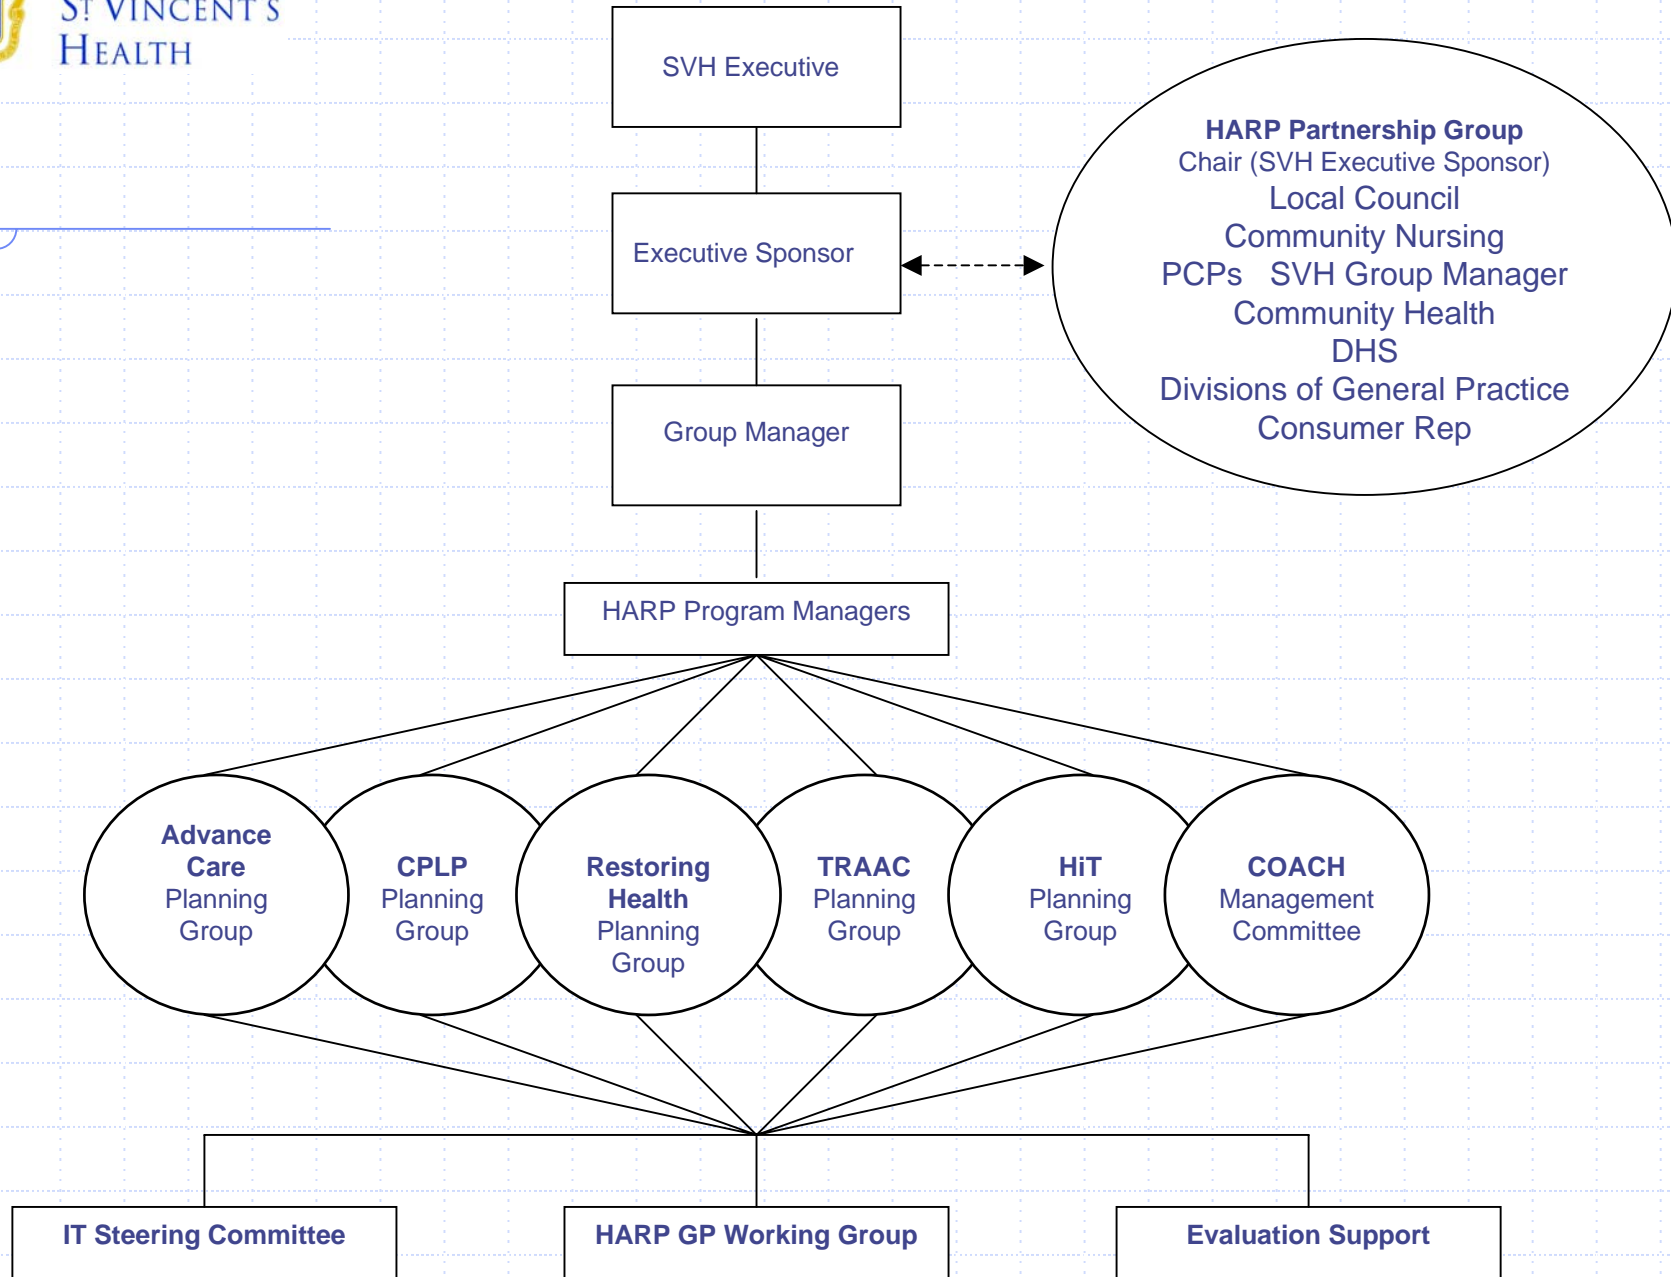 ST VINCENT'S
HEALTH
SVH Executive
HARP Partnership Group
Chair (SVH Executive Sponsor)
Local Council
Community Nursing
PCPs SVH Group Manager
Community Health
DHS
Divisions of General Practice
Consumer Rep
Executive Sponsor
Group Manager
HARP Program Managers
Advance
Care
Planning
Group
CPLP
Planning
Group
Restoring
Health
Planning
Group
TRAAC
Planning
Group
HiT
Planning
Group
COACH
Management
Committee
IT Steering Committee
HARP GP Working Group
Evaluation Support